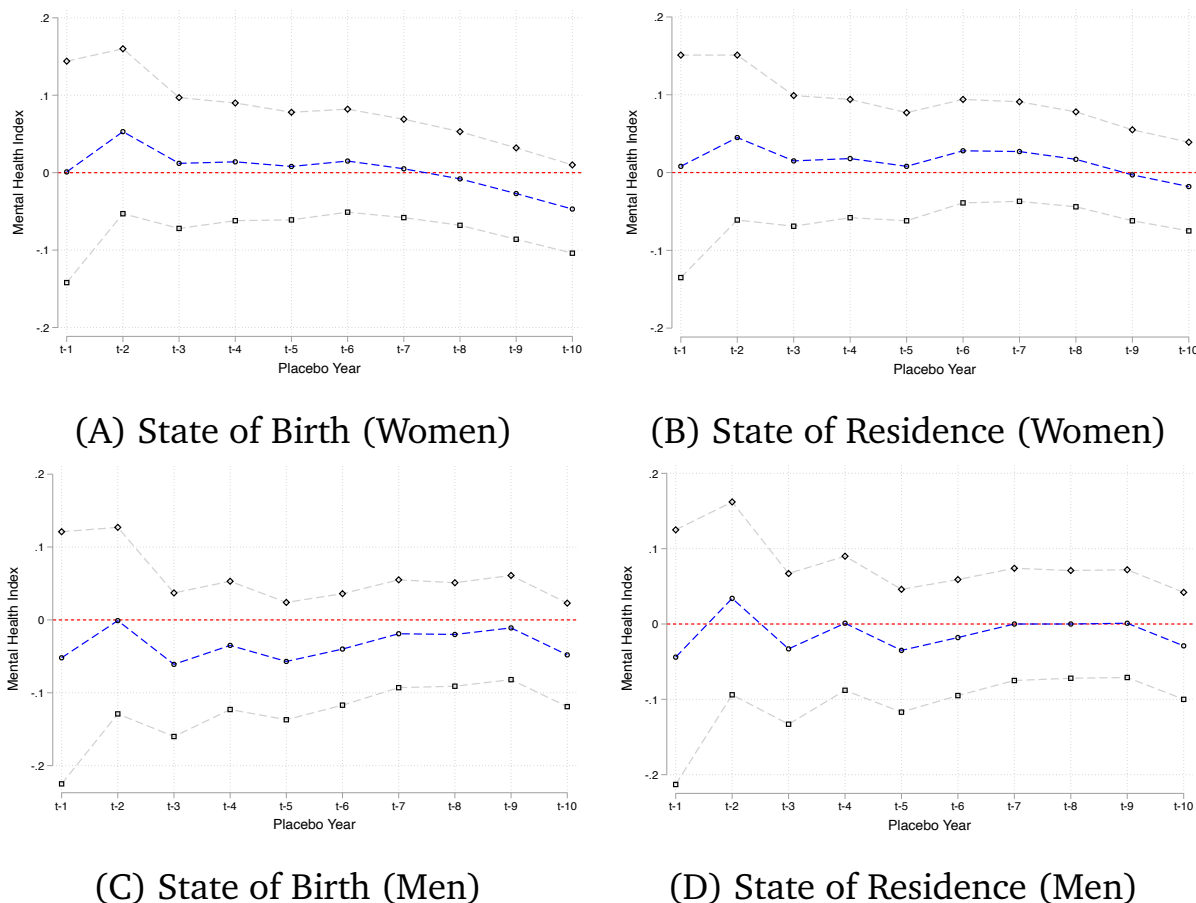 .2
.1
0
-.1
-.2
Mental Health Index
t-1 t-2 t-3 t-4 t-5 t-6 t-7 t-8 t-9 t-10
Placebo Year
(A) State of Birth (Women)
.2
.1
0
-.1
-.2
Mental Health Index
t-1 t-2 t-3 t-4 t-5 t-6 t-7 t-8 t-9 t-10
Placebo Year
(B) State of Residence (Women)
.2
.1
0
-.1
-.2
Mental Health Index
t-1 t-2 t-3 t-4 t-5 t-6 t-7 t-8 t-9 t-10
Placebo Year
(C) State of Birth (Men)
.2
.1
0
-.1
-.2
Mental Health Index
t-1 t-2 t-3 t-4 t-5 t-6 t-7 t-8 t-9 t-10
Placebo Year
(D) State of Residence (Men)